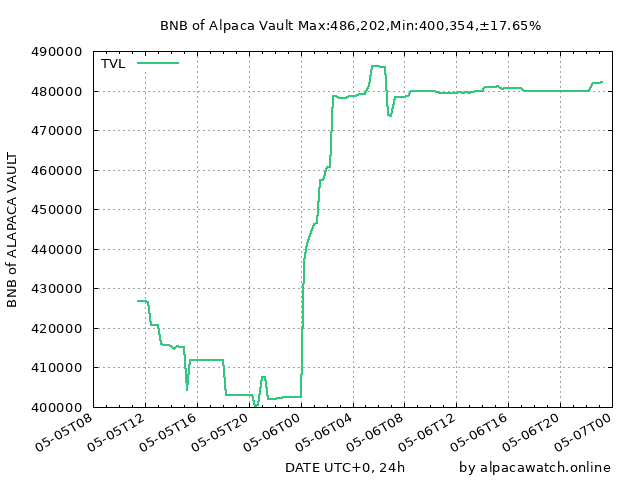 BNB of Alpaca Vault Max:486,202,Min:400,354,±17.65%
TVL
490000
480000
470000
460000
450000
440000
430000
420000
410000
400000
BNB of ALAPACA VAULT
05-05T08
05-05T12
05-05T16
05-05T20
05-06T00
05-06T04
05-06T08
05-06T12
05-06T16
05-06T20
05-07T00
DATE UTC+0, 24h
by alpacawatch.online